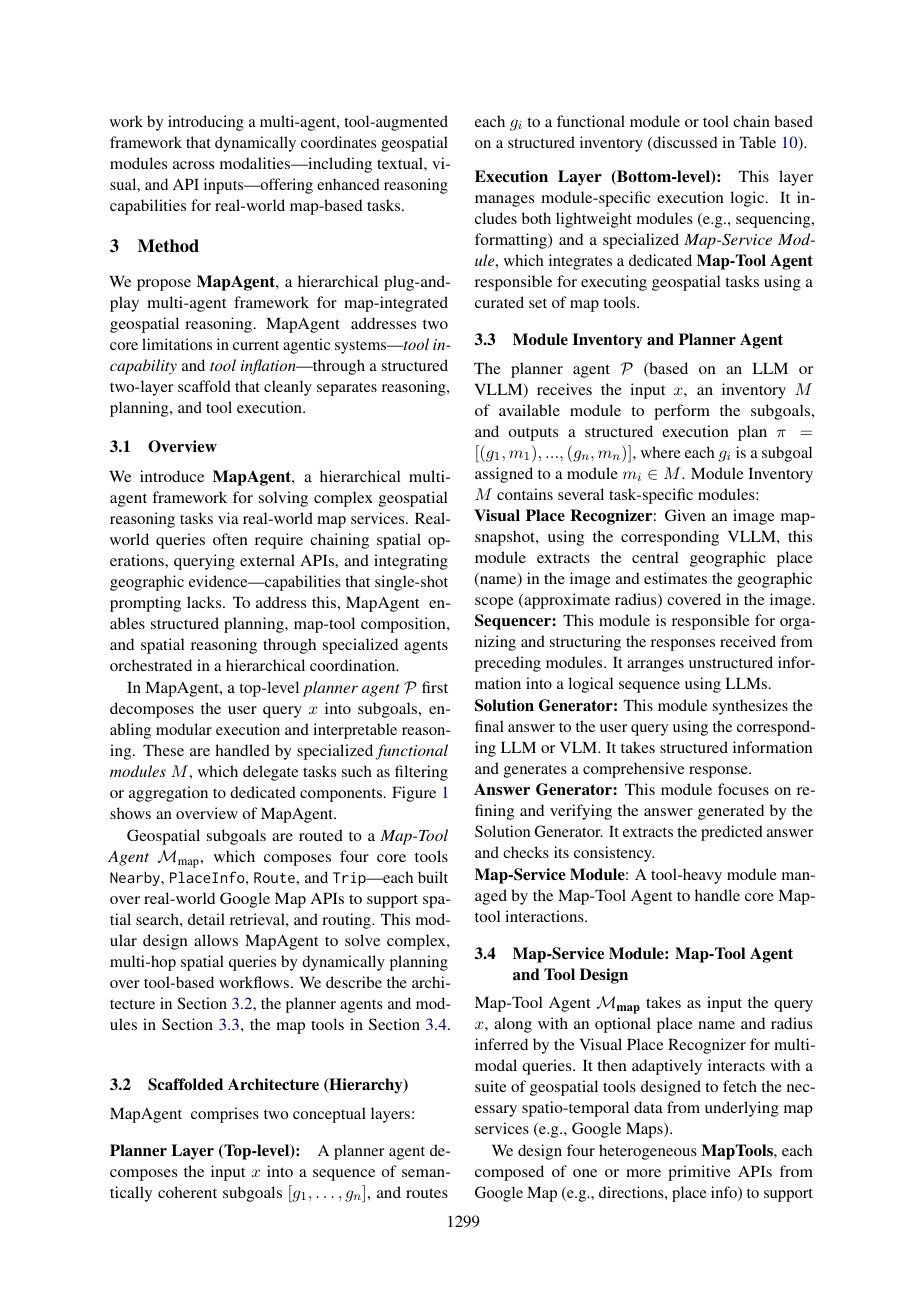 work by introducing a multi-agent, tool-augmented
framework that dynamically coordinates geospatial
modules across modalities—including textual, vi-
sual, and API inputs—offering enhanced reasoning
capabilities for real-world map-based tasks.
3 Method
We propose MapAgent, a hierarchical plug-and-
play multi-agent framework for map-integrated
geospatial reasoning. MapAgent addresses two
core limitations in current agentic systems—tool in-
capability and tool inflation—through a structured
two-layer scaffold that cleanly separates reasoning,
planning, and tool execution.
3.1 Overview
We introduce MapAgent, a hierarchical multi-
agent framework for solving complex geospatial
reasoning tasks via real-world map services. Real-
world queries often require chaining spatial op-
erations, querying external APIs, and integrating
geographic evidence—capabilities that single-shot
prompting lacks. To address this, MapAgent en-
ables structured planning, map-tool composition,
and spatial reasoning through specialized agents
orchestrated in a hierarchical coordination.
In MapAgent, a top-level planner agent P first
decomposes the user query x into subgoals, en-
abling modular execution and interpretable reason-
ing. These are handled by specialized functional
modules M, which delegate tasks such as filtering
or aggregation to dedicated components. Figure 1
shows an overview of MapAgent.
Geospatial subgoals are routed to a Map-Tool
Agent M_map, which composes four core tools
Nearby, PlaceInfo, Route, and Trip—each built
over real-world Google Map APIs to support spa-
tial search, detail retrieval, and routing. This mod-
ular design allows MapAgent to solve complex,
multi-hop spatial queries by dynamically planning
over tool-based workflows. We describe the archi-
tecture in Section 3.2, the planner agents and mod-
ules in Section 3.3, the map tools in Section 3.4.
3.2 Scaffolded Architecture (Hierarchy)
MapAgent comprises two conceptual layers:
Planner Layer (Top-level): A planner agent de-
composes the input x into a sequence of seman-
tically coherent subgoals [g1, . . . , gn], and routes
each gi to a functional module or tool chain based
on a structured inventory (discussed in Table 10).
Execution Layer (Bottom-level): This layer
manages module-specific execution logic. It in-
cludes both lightweight modules (e.g., sequencing,
formatting) and a specialized Map-Service Mod-
ule, which integrates a dedicated Map-Tool Agent
responsible for executing geospatial tasks using a
curated set of map tools.
3.3 Module Inventory and Planner Agent
The planner agent P (based on an LLM or
VLLM) receives the input x, an inventory M
of available module to perform the subgoals,
and outputs a structured execution plan π =
[(g1, m1), ..., (gn, mn)], where each gi is a subgoal
assigned to a module mi ∈ M. Module Inventory
M contains several task-specific modules:
Visual Place Recognizer: Given an image map-
snapshot, using the corresponding VLLM, this
module extracts the central geographic place
(name) in the image and estimates the geographic
scope (approximate radius) covered in the image.
Sequencer: This module is responsible for orga-
nizing and structuring the responses received from
preceding modules. It arranges unstructured infor-
mation into a logical sequence using LLMs.
Solution Generator: This module synthesizes the
final answer to the user query using the correspond-
ing LLM or VLM. It takes structured information
and generates a comprehensive response.
Answer Generator: This module focuses on re-
fining and verifying the answer generated by the
Solution Generator. It extracts the predicted answer
and checks its consistency.
Map-Service Module: A tool-heavy module man-
aged by the Map-Tool Agent to handle core Map-
tool interactions.
3.4 Map-Service Module: Map-Tool Agent
and Tool Design
Map-Tool Agent M_map takes as input the query
x, along with an optional place name and radius
inferred by the Visual Place Recognizer for multi-
modal queries. It then adaptively interacts with a
suite of geospatial tools designed to fetch the nec-
essary spatio-temporal data from underlying map
services (e.g., Google Maps).
We design four heterogeneous MapTools, each
composed of one or more primitive APIs from
Google Map (e.g., directions, place info) to support
1299